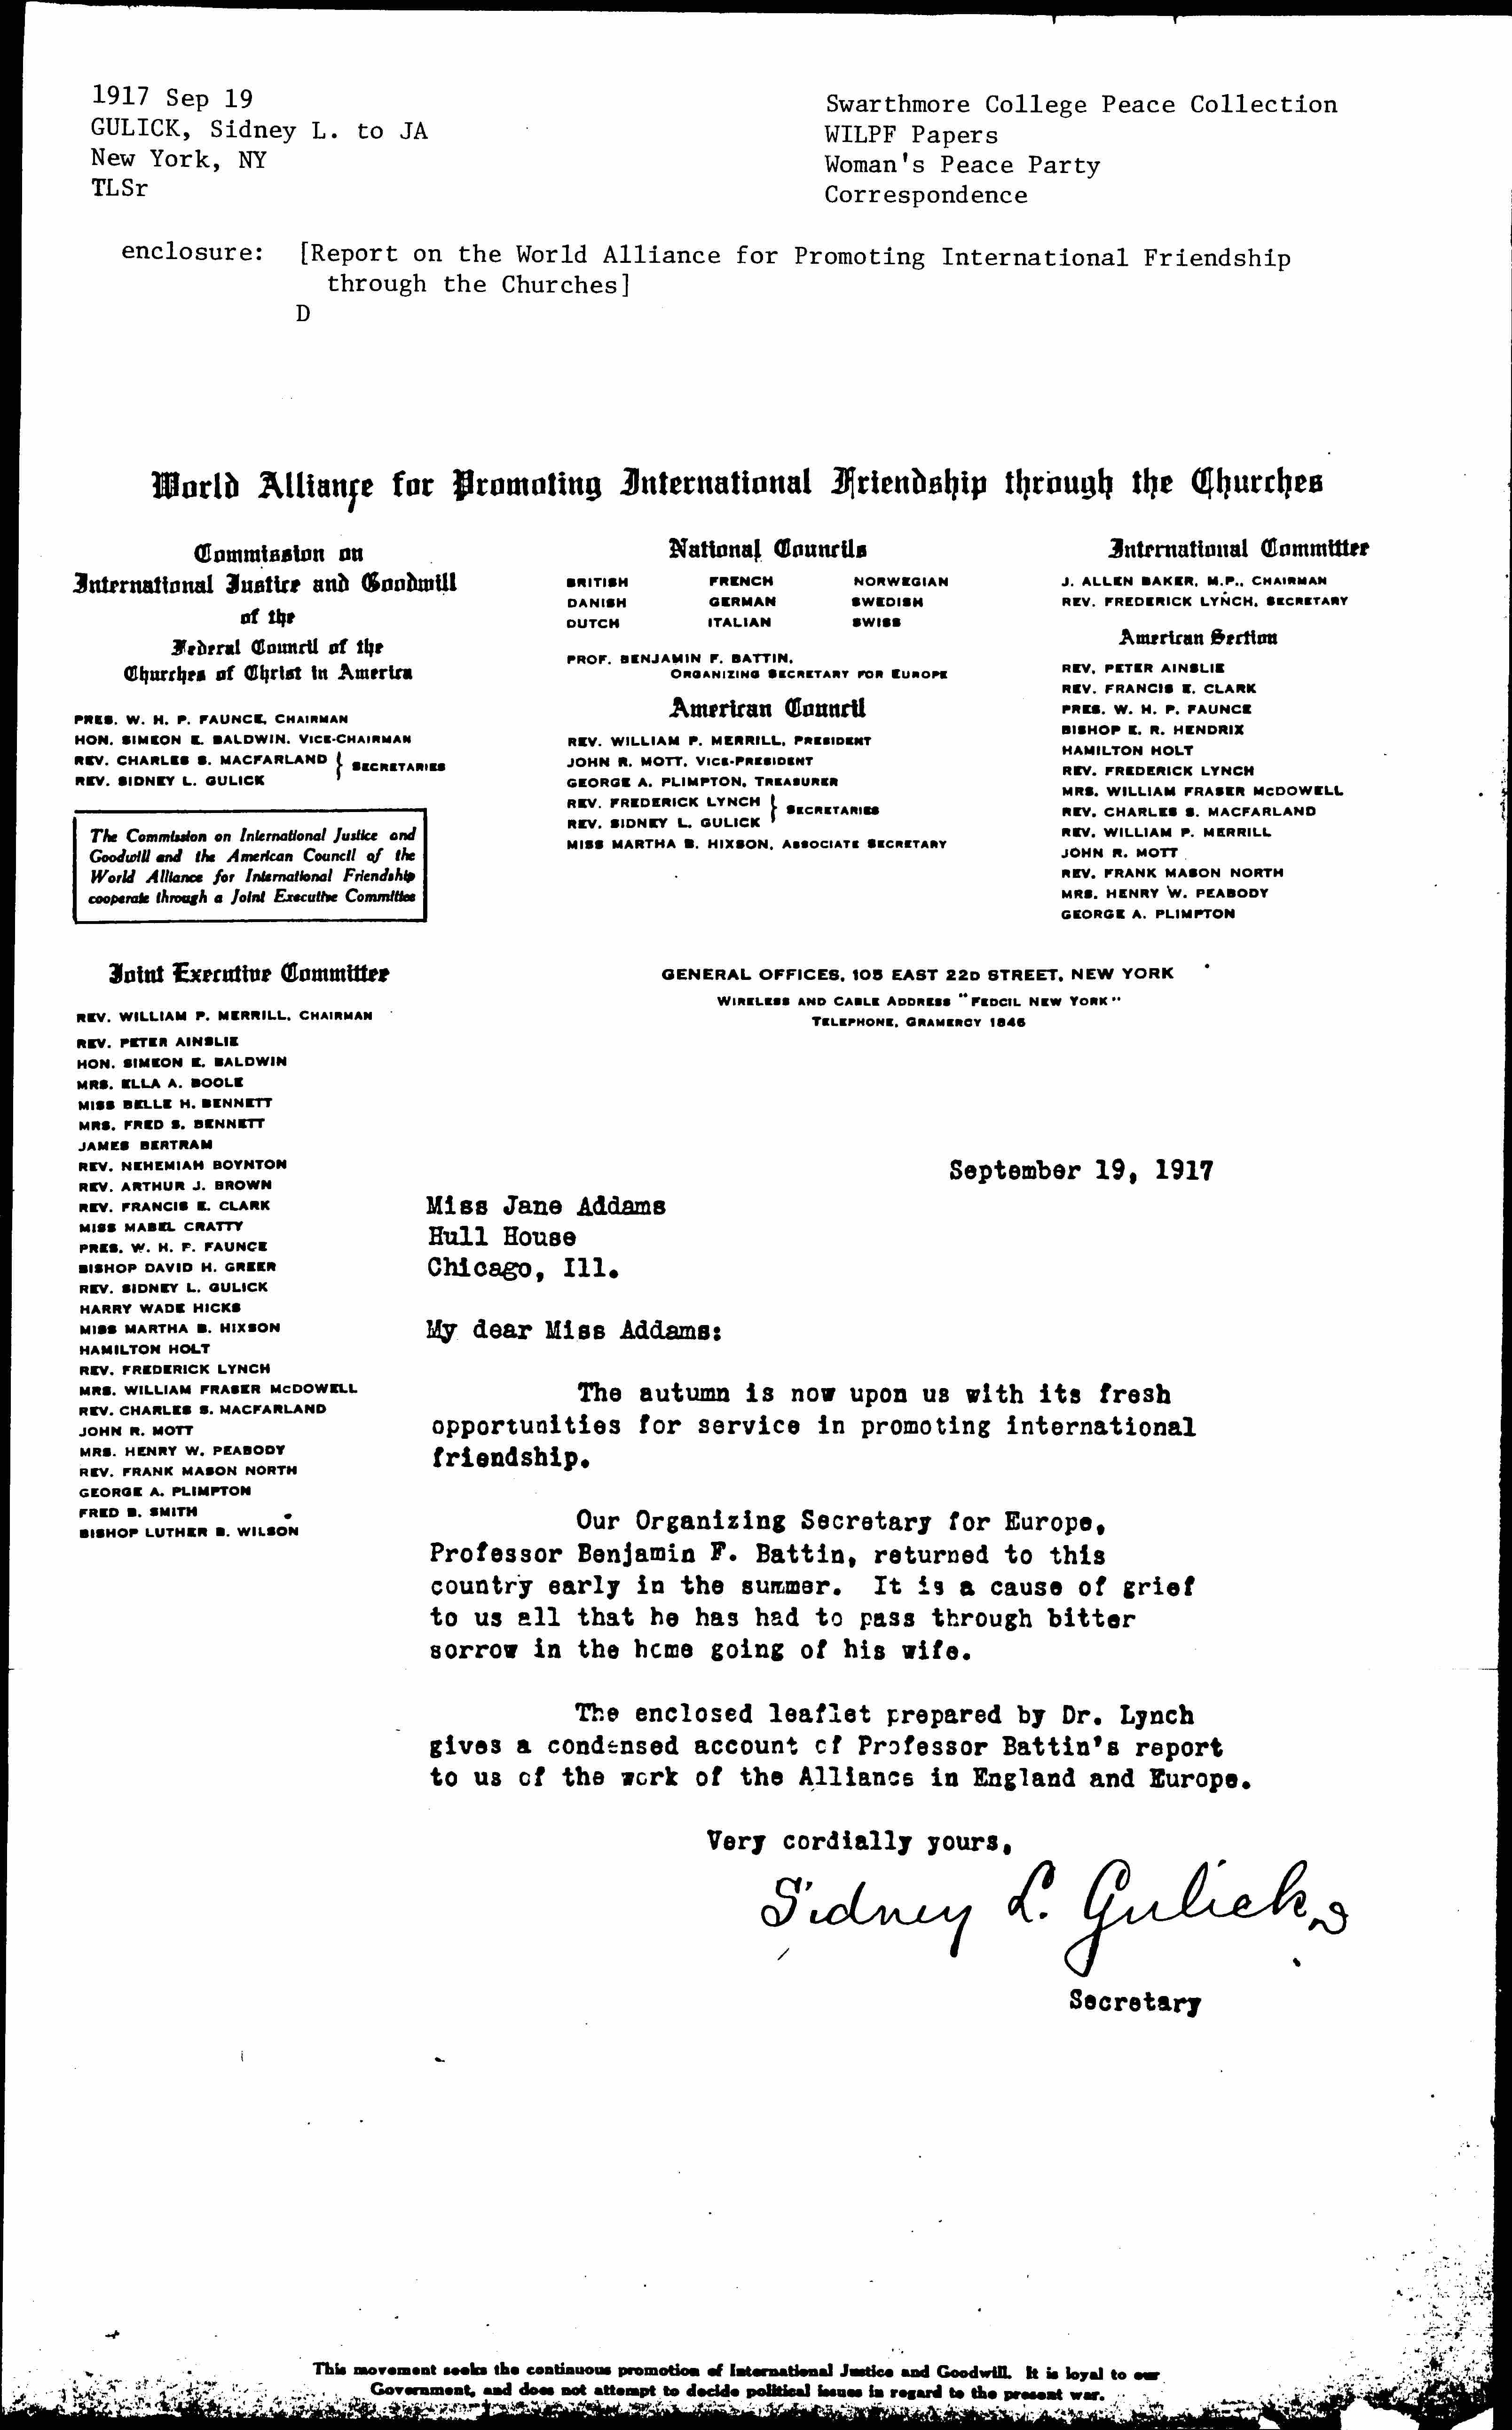 1917 Sep 19
GULICK, Sidney L. to JA
New York, NY
TLSr
Swarthmore College Peace Collection
WILPF Papers
Woman's Peace Party
Correspondence
enclosure: [Report on the World Alliance for Promoting International Friendship
through the Churches]
D
World Alliance for Promoting International Friendship through the Churches
Commission on
International Justice and Goodwill
of the
Federal Council of the
Churches of Christ in America
PRES. W. H. P. FAUNCE, CHAIRMAN
HON. SIMEON E. BALDWIN, VICE-CHAIRMAN
REV. CHARLES S. MACFARLAND } SECRETARIES
REV. SIDNEY L. GULICK
The Commission on International Justice and
Goodwill and the American Council of the
World Alliance for International Friendship
cooperate through a Joint Executive Committee
National Councils
BRITISH FRENCH NORWEGIAN
DANISH GERMAN SWEDISH
DUTCH ITALIAN SWISS
PROF. BENJAMIN F. BATTIN,
ORGANIZING SECRETARY FOR EUROPE
American Council
REV. WILLIAM P. MERRILL, PRESIDENT
JOHN R. MOTT, VICE-PRESIDENT
GEORGE A. PLIMPTON, TREASURER
REV. FREDERICK LYNCH } SECRETARIES
REV. SIDNEY L. GULICK
MISS MARTHA B. HIXSON, ASSOCIATE SECRETARY
International Committee
J. ALLEN BAKER, M.P., CHAIRMAN
REV. FREDERICK LYNCH, SECRETARY
American Section
REV. PETER AINSLIE
REV. FRANCIS E. CLARK
PRES. W. H. P. FAUNCE
BISHOP E. R. HENDRIX
HAMILTON HOLT
REV. FREDERICK LYNCH
MRS. WILLIAM FRASER McDOWELL
REV. CHARLES S. MACFARLAND
REV. WILLIAM P. MERRILL
JOHN R. MOTT
REV. FRANK MASON NORTH
MRS. HENRY W. PEABODY
GEORGE A. PLIMPTON
Joint Executive Committee
REV. WILLIAM P. MERRILL, CHAIRMAN
REV. PETER AINSLIE
HON. SIMEON E. BALDWIN
MRS. ELLA A. BOOLE
MISS BELLE H. BENNETT
MRS. FRED S. BENNETT
JAMES BERTRAM
REV. NEHEMIAH BOYNTON
REV. ARTHUR J. BROWN
REV. FRANCIS E. CLARK
MISS MABEL CRATTY
PRES. W. H. P. FAUNCE
BISHOP DAVID H. GREER
REV. SIDNEY L. GULICK
HARRY WADE HICKS
MISS MARTHA B. HIXSON
HAMILTON HOLT
REV. FREDERICK LYNCH
MRS. WILLIAM FRASER McDOWELL
REV. CHARLES S. MACFARLAND
JOHN R. MOTT
MRS. HENRY W. PEABODY
REV. FRANK MASON NORTH
GEORGE A. PLIMPTON
FRED B. SMITH
BISHOP LUTHER B. WILSON
GENERAL OFFICES, 105 EAST 22D STREET, NEW YORK
WIRELESS AND CABLE ADDRESS "FEDCIL NEW YORK"
TELEPHONE, GRAMERCY 1846
September 19, 1917
Miss Jane Addams
Hull House
Chicago, Ill.
My dear Miss Addams:
The autumn is now upon us with its fresh
opportunities for service in promoting international
friendship.
Our Organizing Secretary for Europe,
Professor Benjamin F. Battin, returned to this
country early in the summer. It is a cause of grief
to us all that he has had to pass through bitter
sorrow in the home going of his wife.
The enclosed leaflet prepared by Dr. Lynch
gives a condensed account of Professor Battin's report
to us of the work of the Alliance in England and Europe.
Very cordially yours,
Sidney L. Gulick
Secretary
This movement seeks the continuous promotion of International Justice and Goodwill. It is loyal to our
Government, and does not attempt to decide political issues in regard to the present war.